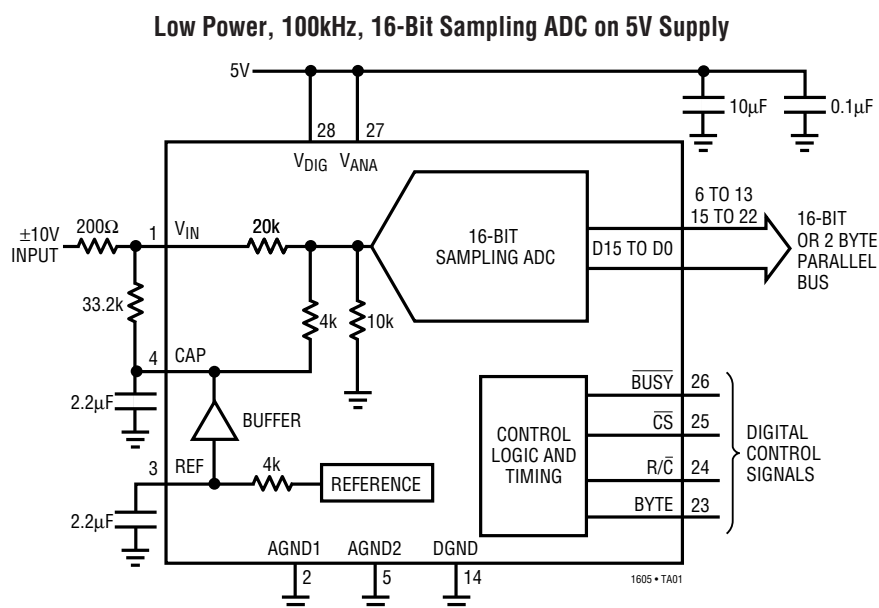 Low Power, 100kHz, 16-Bit Sampling ADC on 5V Supply
5V
10µF
0.1µF
28
27
V_DIG
V_ANA
6 TO 13
15 TO 22
200Ω
1
V_IN
20k
±10V
INPUT
16-BIT
SAMPLING ADC
D15 TO D0
16-BIT
OR 2 BYTE
PARALLEL
BUS
33.2k
4k
10k
4
CAP
2.2µF
BUFFER
BUSY
26
CS
25
CONTROL
LOGIC AND
TIMING
DIGITAL
CONTROL
SIGNALS
3
REF
4k
REFERENCE
R/C̅
24
BYTE
23
2.2µF
AGND1
AGND2
DGND
2
5
14
1605 • TA01